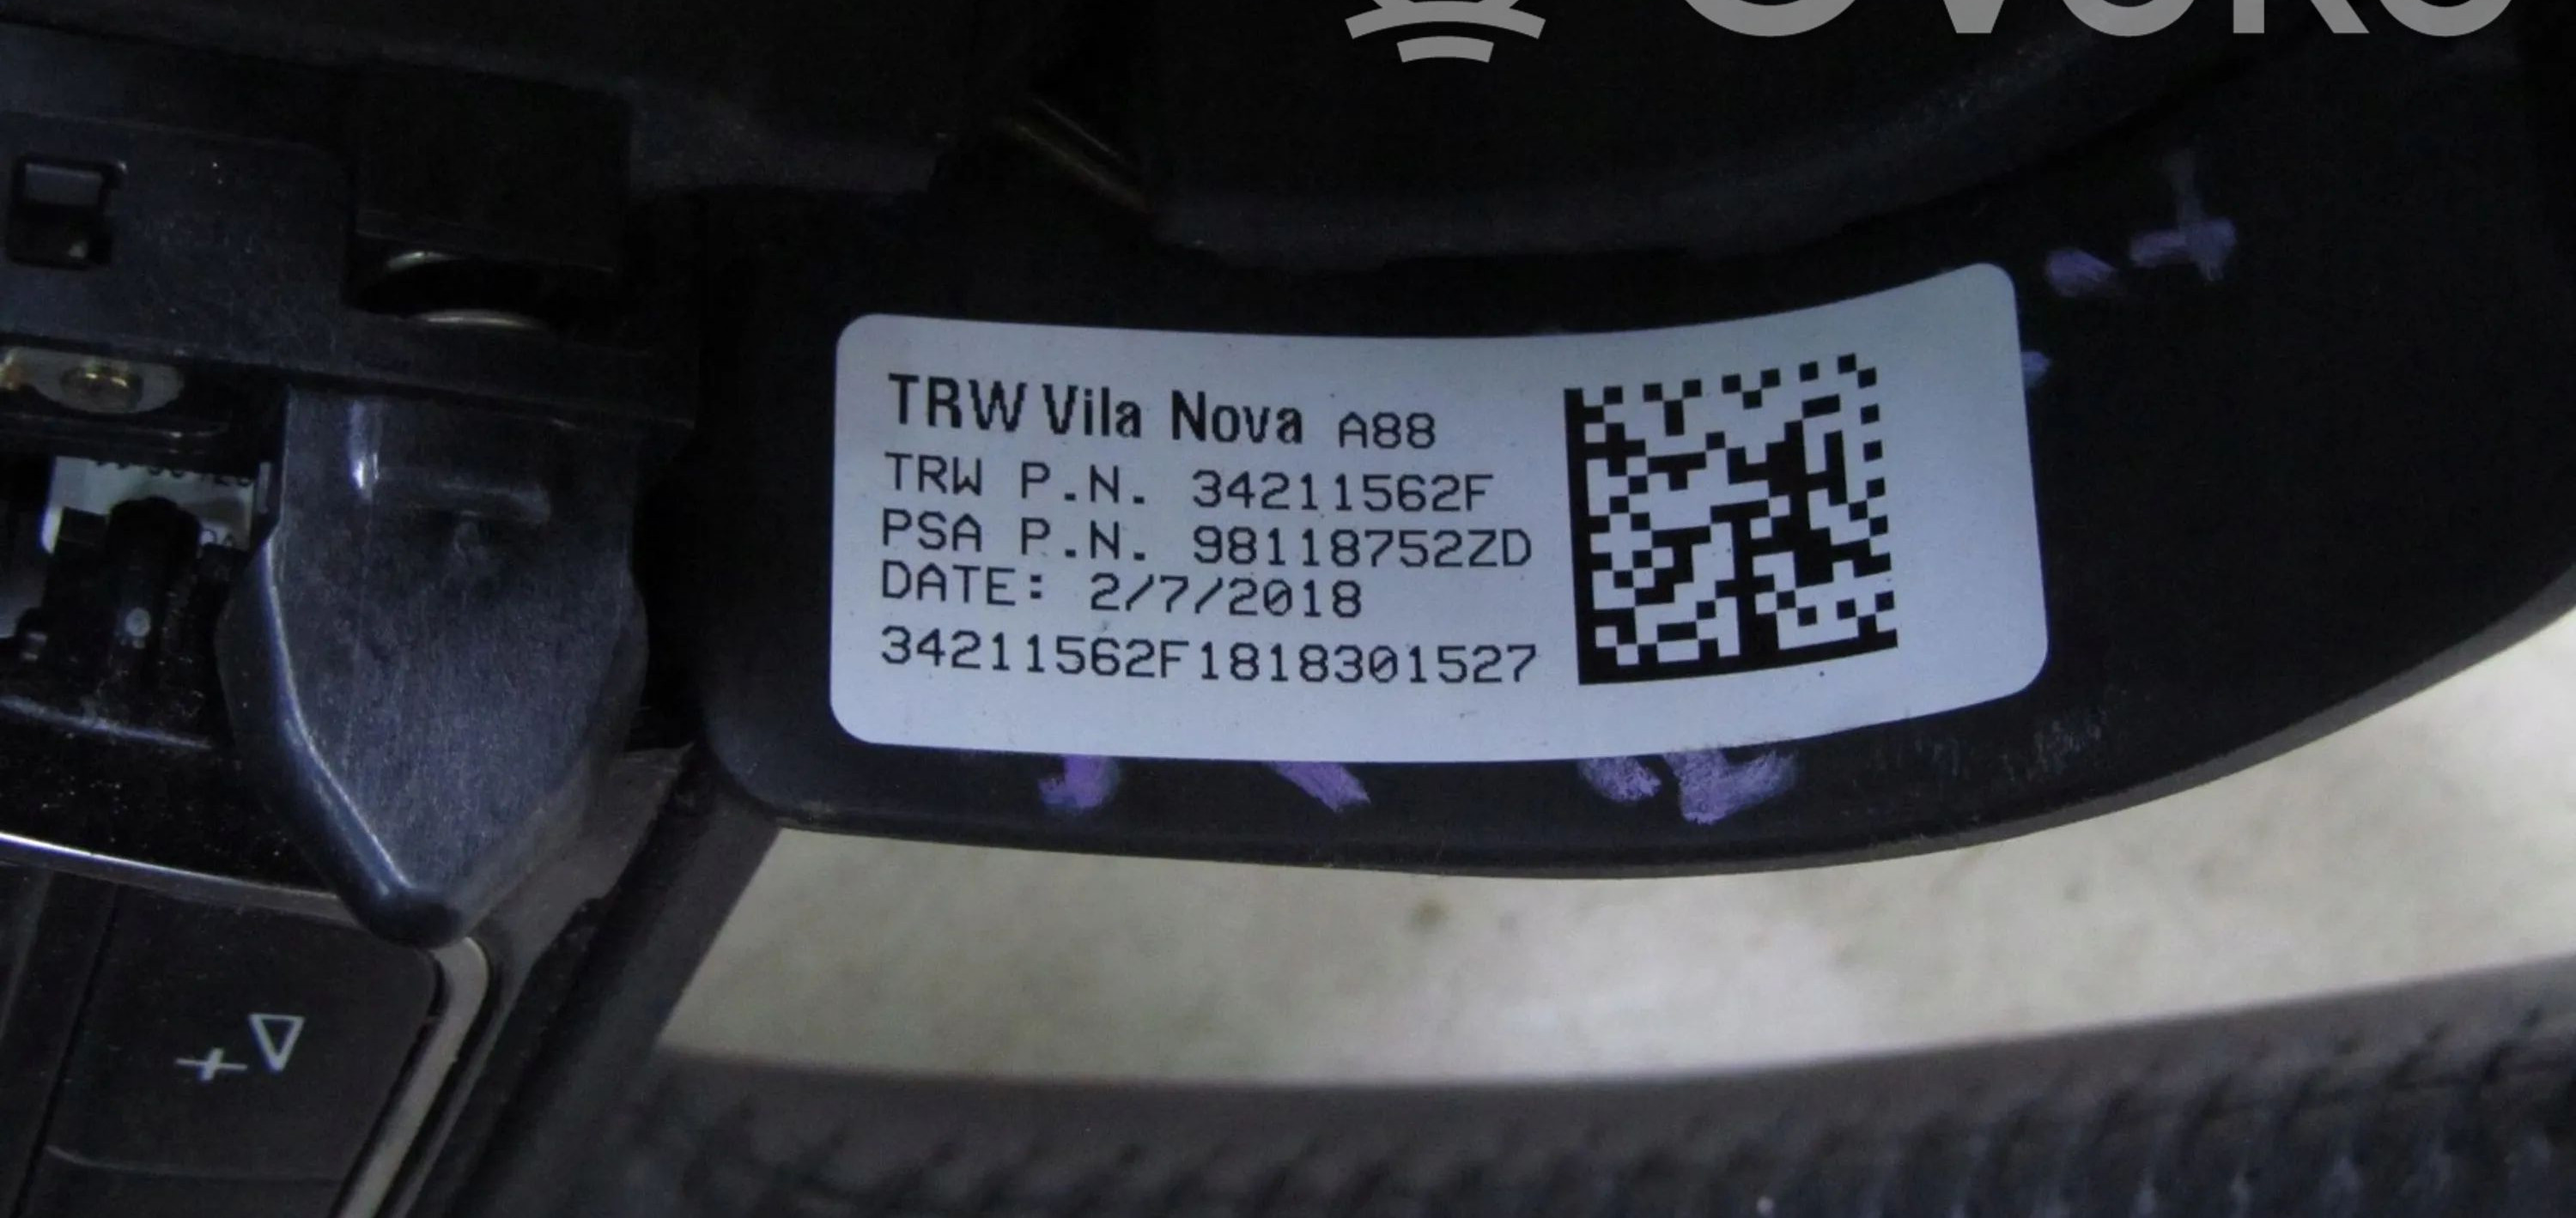 TRW Vila Nova A88
TRW P.N. 34211562F
PSA P.N. 98118752ZD
DATE: 2/7/2018
34211562F1818301527